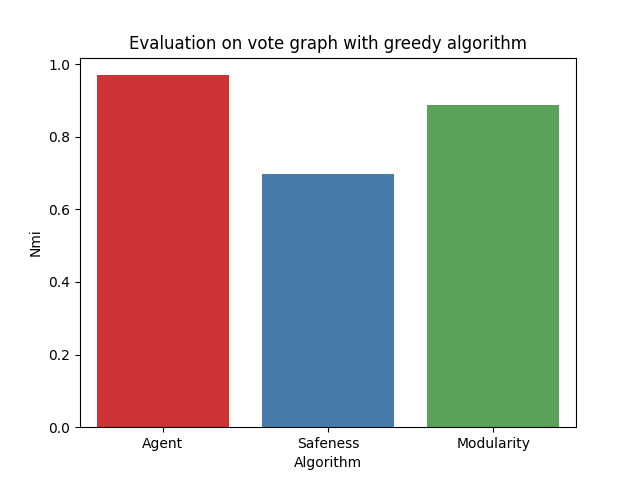 Evaluation on vote graph with greedy algorithm
1.0
0.8
0.6
0.4
0.2
0.0
Nmi
Agent Safeness Modularity
Algorithm